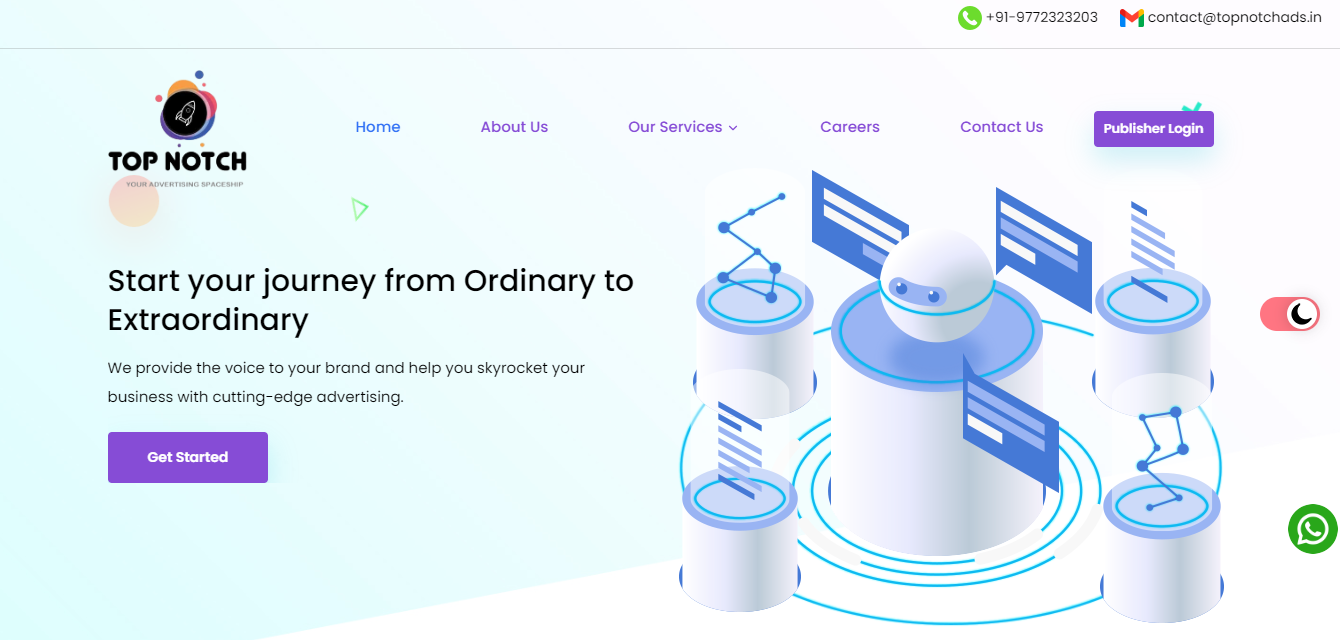 +91-9772323203 contact@topnotchads.in
TOP NOTCH
YOUR ADVERTISING SPACESHIP
Home About Us Our Services Careers Contact Us Publisher Login
Start your journey from Ordinary to
Extraordinary
We provide the voice to your brand and help you skyrocket your
business with cutting-edge advertising.
Get Started